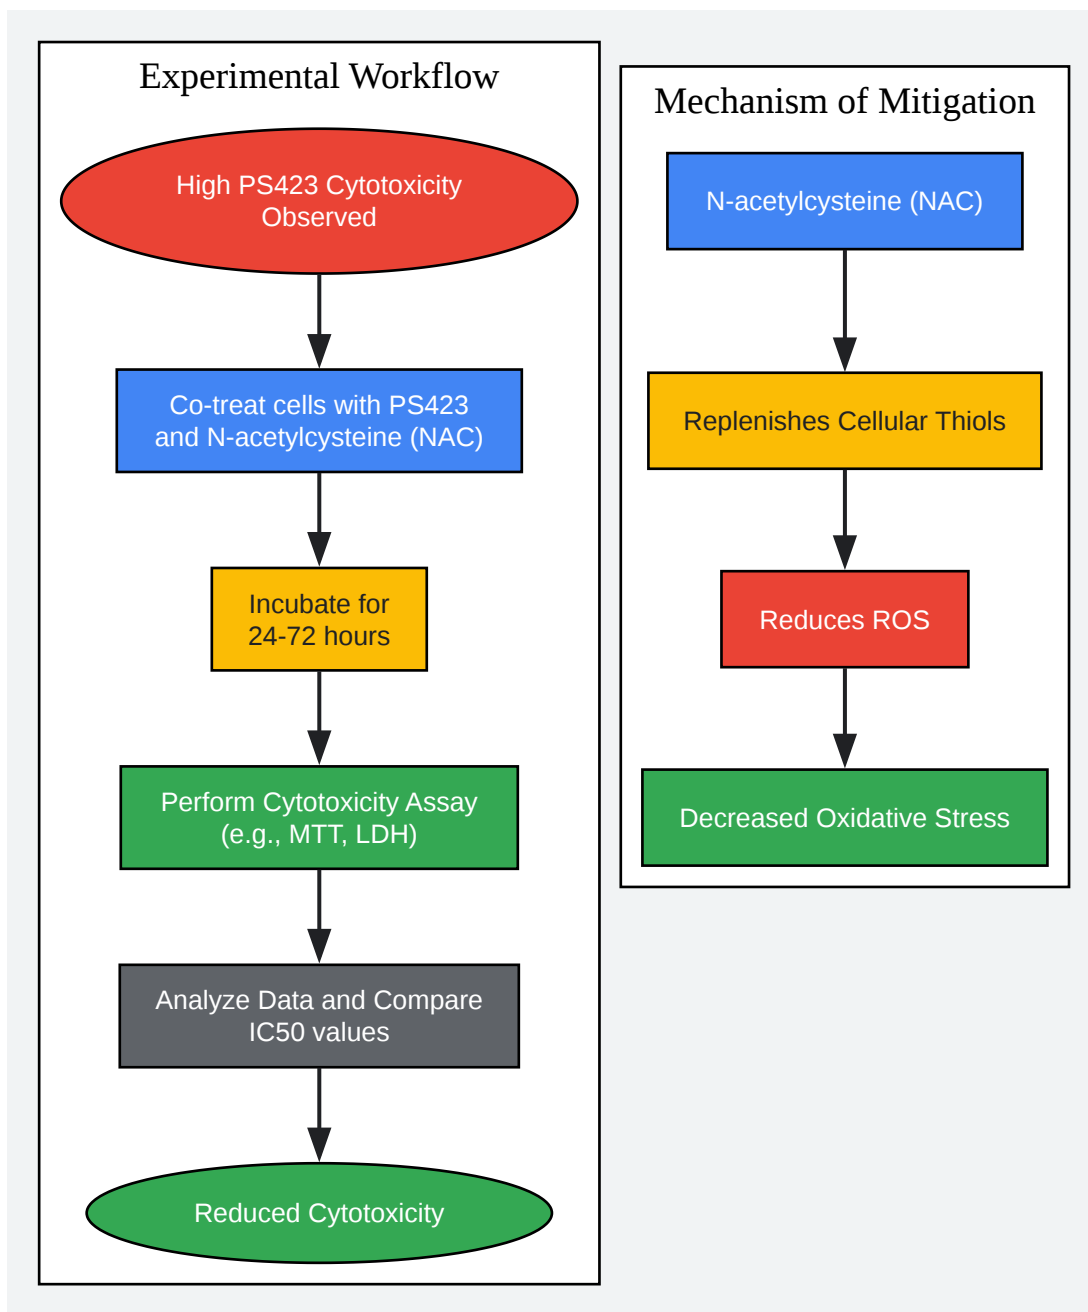 Experimental Workflow
High PS423 Cytotoxicity
Observed
Co-treat cells with PS423
and N-acetylcysteine (NAC)
Incubate for
24-72 hours
Perform Cytotoxicity Assay
(e.g., MTT, LDH)
Analyze Data and Compare
IC50 values
Reduced Cytotoxicity
Mechanism of Mitigation
N-acetylcysteine (NAC)
Replenishes Cellular Thiols
Reduces ROS
Decreased Oxidative Stress